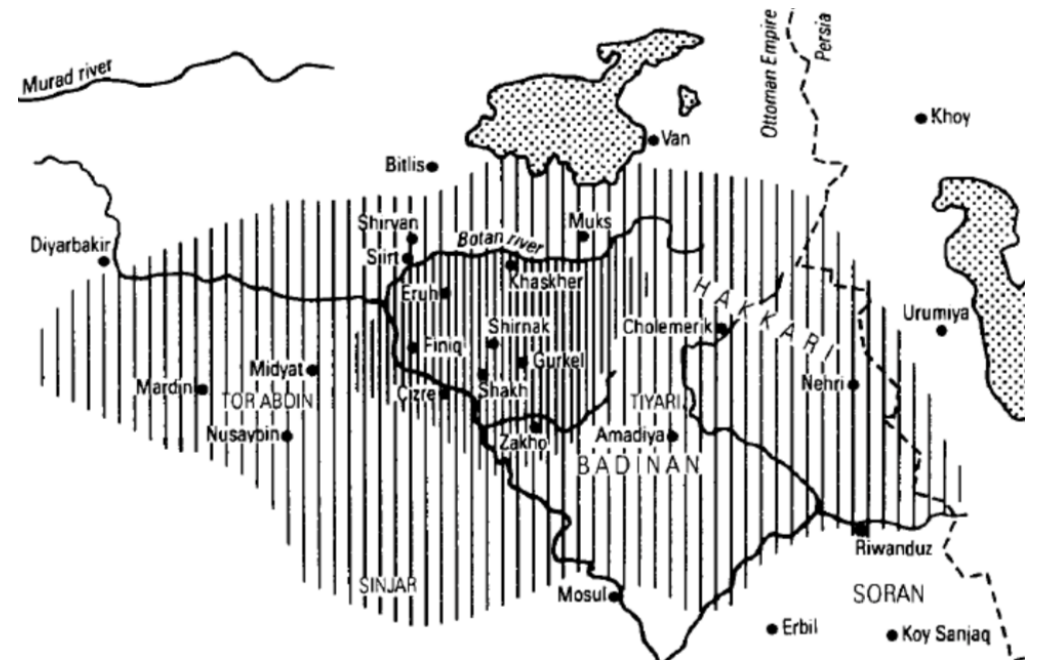 Ottoman Empire
Persia
Murad river
Khoy
Van
Bitlis
Shirvan
Muks
Botan river
Diyarbakir
Siirt
Khaskher
Eruh
HAKKARI
Urumiya
Shirnak
Cholemerik
Finiq
Gurkel
Midyat
Nehri
Mardin
Shakh
Cizre
TOR ABDIN
TIYARI
Nusaybin
Zakho
Amadiya
BADINAN
Riwanduz
SINJAR
Mosul
SORAN
Erbil
Koy Sanjaq